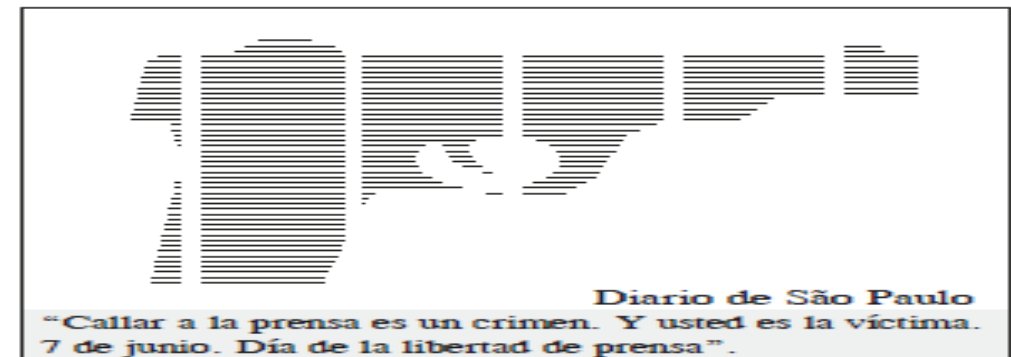 Diario de São Paulo
“Callar a la prensa es un crimen. Y usted es la víctima.
7 de junio. Día de la libertad de prensa”.